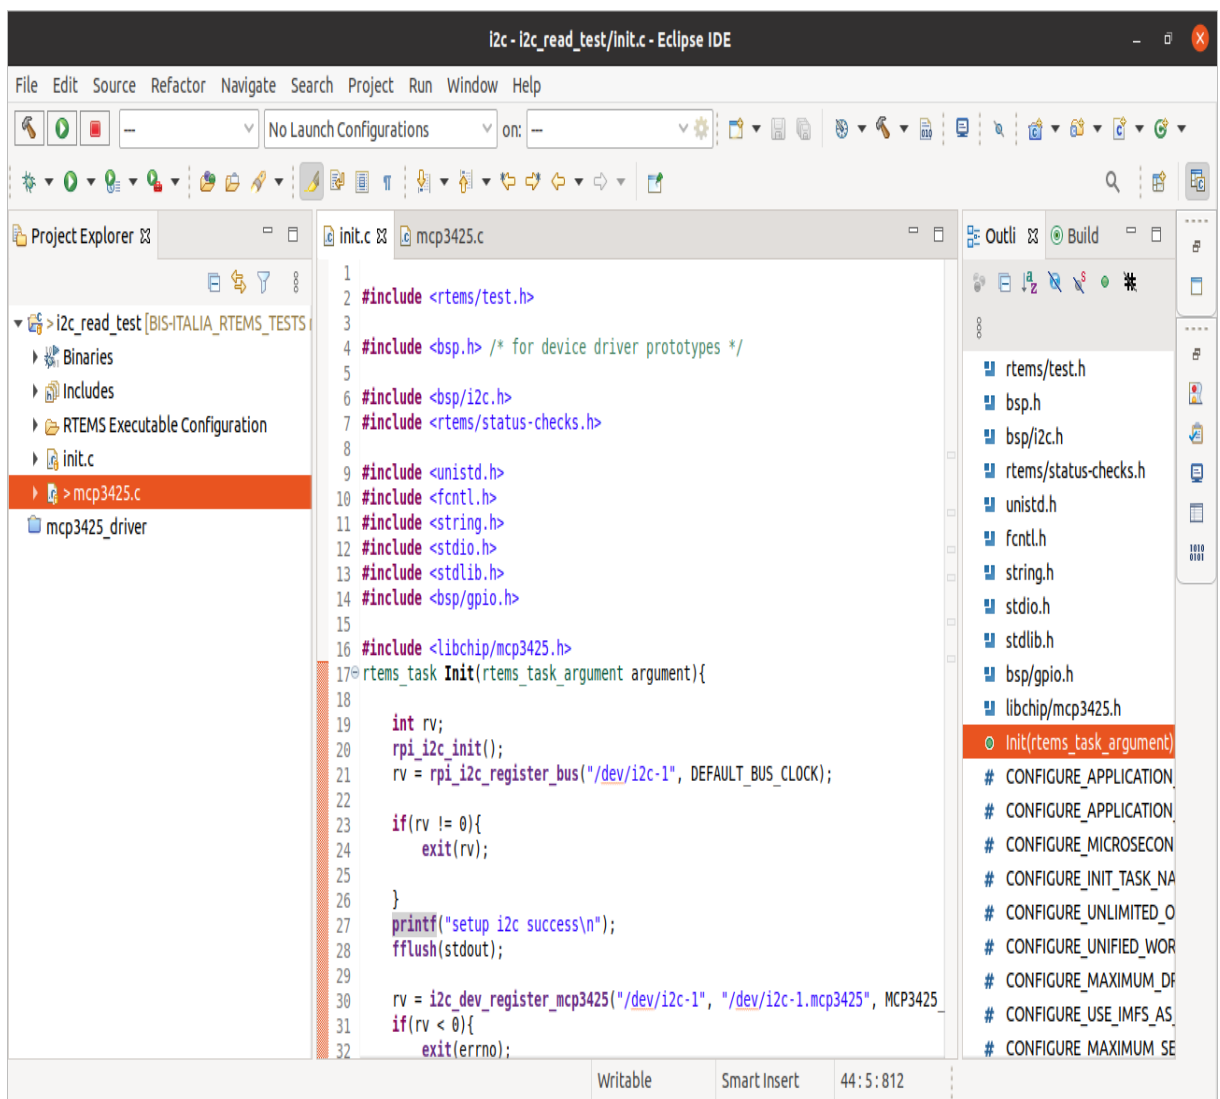 i2c - i2c_read_test/init.c - Eclipse IDE
File Edit Source Refactor Navigate Search Project Run Window Help
--- No Launch Configurations on: ---
Project Explorer
init.c mcp3425.c
Outli Build
> i2c_read_test [BIS-ITALIA_RTEMS_TESTS
Binaries
Includes
RTEMS Executable Configuration
init.c
> mcp3425.c
mcp3425_driver
1
2 #include <rtems/test.h>
3
4 #include <bsp.h> /* for device driver prototypes */
5
6 #include <bsp/i2c.h>
7 #include <rtems/status-checks.h>
8
9 #include <unistd.h>
10 #include <fcntl.h>
11 #include <string.h>
12 #include <stdio.h>
13 #include <stdlib.h>
14 #include <bsp/gpio.h>
15
16 #include <libchip/mcp3425.h>
17 rtems_task Init(rtems_task_argument argument){
18
19 int rv;
20 rpi_i2c_init();
21 rv = rpi_i2c_register_bus("/dev/i2c-1", DEFAULT_BUS_CLOCK);
22
23 if(rv != 0){
24 exit(rv);
25
26 }
27 printf("setup i2c success\n");
28 fflush(stdout);
29
30 rv = i2c_dev_register_mcp3425("/dev/i2c-1", "/dev/i2c-1.mcp3425", MCP3425_
31 if(rv < 0){
32 exit(errno);
rtems/test.h
bsp.h
bsp/i2c.h
rtems/status-checks.h
unistd.h
fcntl.h
string.h
stdio.h
stdlib.h
bsp/gpio.h
libchip/mcp3425.h
Init(rtems_task_argument)
# CONFIGURE_APPLICATION_
# CONFIGURE_APPLICATION_
# CONFIGURE_MICROSECON
# CONFIGURE_INIT_TASK_NA
# CONFIGURE_UNLIMITED_O
# CONFIGURE_UNIFIED_WOR
# CONFIGURE_MAXIMUM_DR
# CONFIGURE_USE_IMFS_AS_
# CONFIGURE_MAXIMUM_SE
Writable Smart Insert 44 : 5 : 812